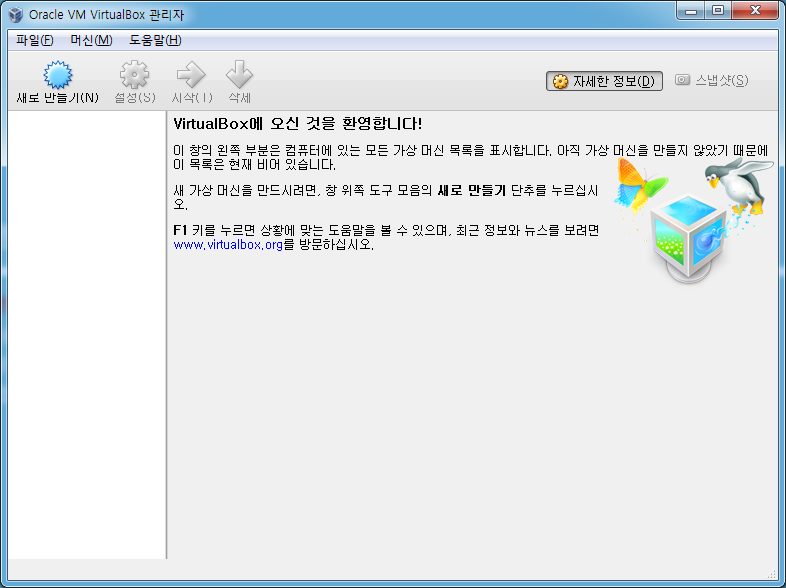 Oracle VM VirtualBox 관리자
파일(F) 머신(M) 도움말(H)
새로 만들기(N) 설정(S) 시작(T) 삭제 자세한 정보(D) 스냅샷(S)
VirtualBox에 오신 것을 환영합니다!
이 창의 왼쪽 부분은 컴퓨터에 있는 모든 가상 머신 목록을 표시합니다. 아직 가상 머신을 만들지 않았기 때문에
이 목록은 현재 비어 있습니다.
새 가상 머신을 만드시려면, 창 위쪽 도구 모음의 새로 만들기 단추를 누르십시
오.
F1 키를 누르면 상황에 맞는 도움말을 볼 수 있으며, 최근 정보와 뉴스를 보려면
www.virtualbox.org를 방문하십시오.